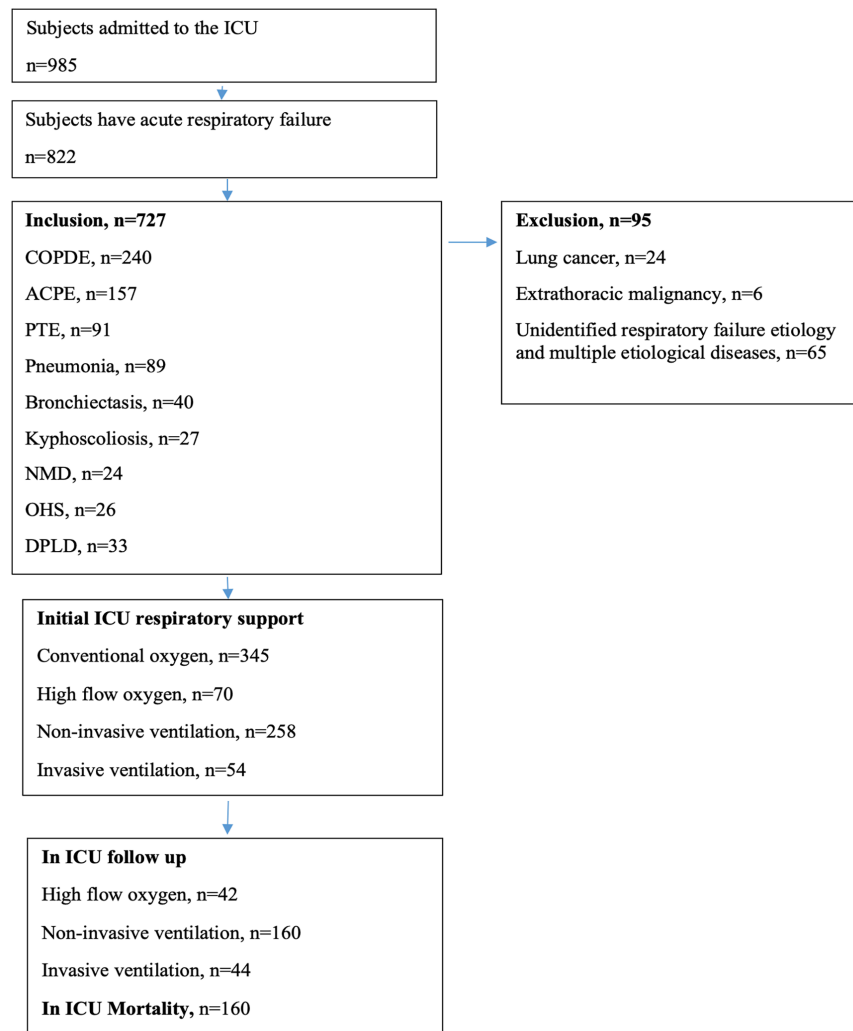 Subjects admitted to the ICU
n=985
Subjects have acute respiratory failure
n=822
Inclusion, n=727
COPDE, n=240
ACPE, n=157
PTE, n=91
Pneumonia, n=89
Bronchiectasis, n=40
Kyphoscoliosis, n=27
NMD, n=24
OHS, n=26
DPLD, n=33
Exclusion, n=95
Lung cancer, n=24
Extrathoracic malignancy, n=6
Unidentified respiratory failure etiology
and multiple etiological diseases, n=65
Initial ICU respiratory support
Conventional oxygen, n=345
High flow oxygen, n=70
Non-invasive ventilation, n=258
Invasive ventilation, n=54
In ICU follow up
High flow oxygen, n=42
Non-invasive ventilation, n=160
Invasive ventilation, n=44
In ICU Mortality, n=160